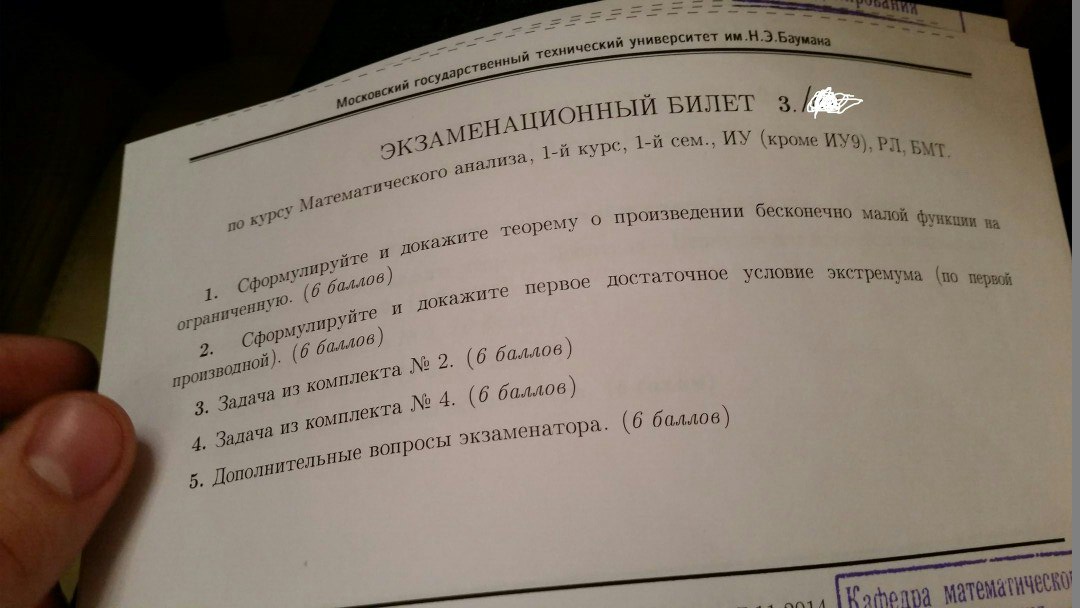 Московский государственный технический университет им.Н.Э.Баумана
ЭКЗАМЕНАЦИОННЫЙ БИЛЕТ 3.
по курсу Математического анализа, 1-й курс, 1-й сем., ИУ (кроме ИУ9), РЛ, БМТ.
1. Сформулируйте и докажите теорему о произведении бесконечно малой функции на
ограниченную. (6 баллов)
2. Сформулируйте и докажите первое достаточное условие экстремума (по первой
производной). (6 баллов)
3. Задача из комплекта № 2. (6 баллов)
4. Задача из комплекта № 4. (6 баллов)
5. Дополнительные вопросы экзаменатора. (6 баллов)
11.2014
Кафедра математическо